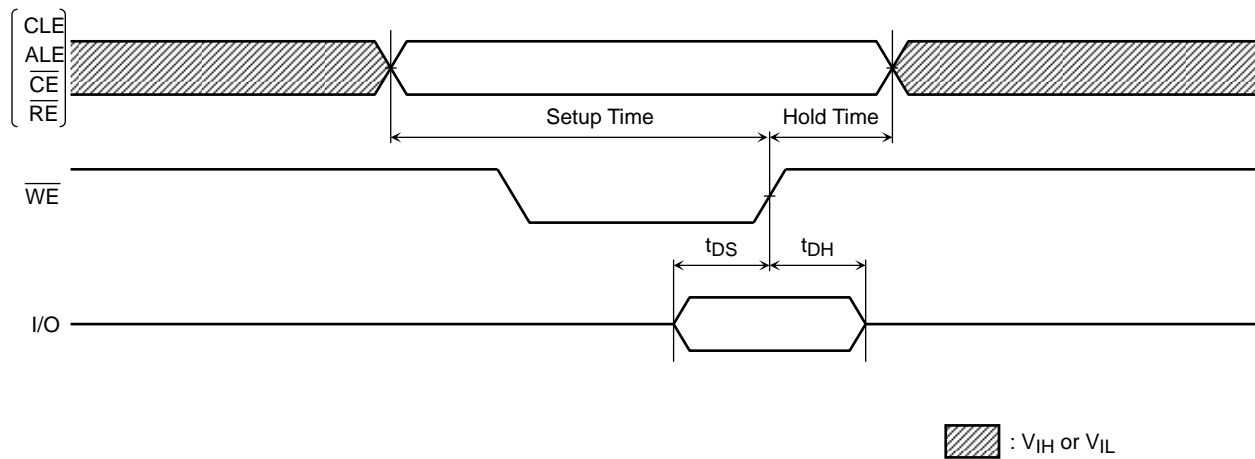 CLE
ALE
CE
RE
Setup Time
Hold Time
WE
tDS
tDH
I/O
: VIH or VIL